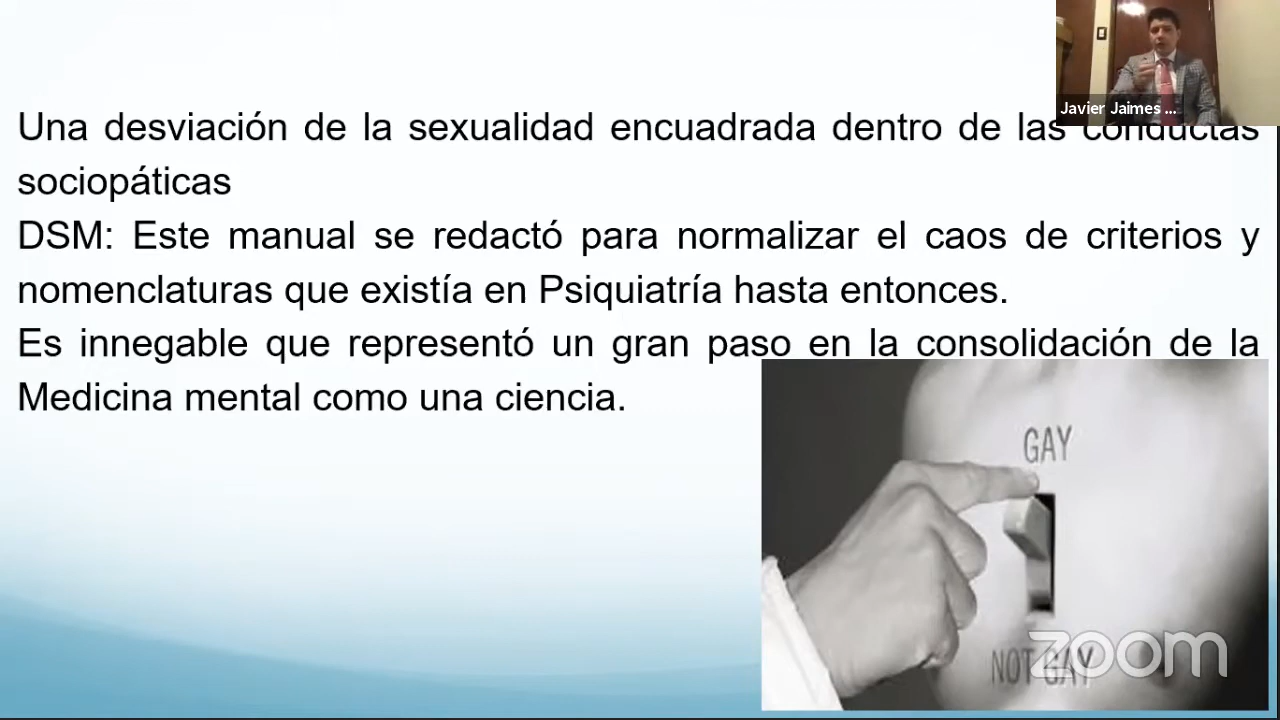 Javier Jaimes ...
Una desviación de la sexualidad encuadrada dentro de las conductas
sociopáticas
DSM: Este manual se redactó para normalizar el caos de criterios y
nomenclaturas que existía en Psiquiatría hasta entonces.
Es innegable que representó un gran paso en la consolidación de la
Medicina mental como una ciencia.
GAY
NOT GAY
zoom